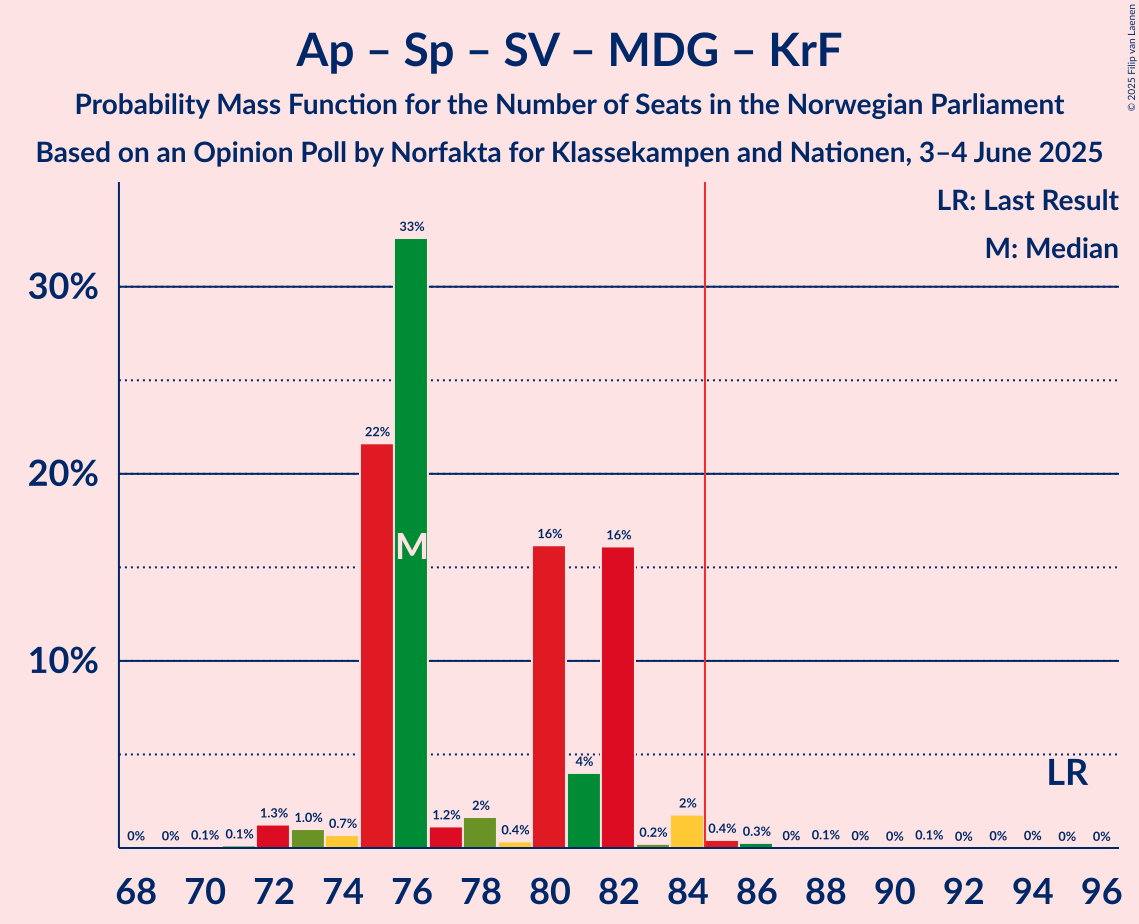 Ap – Sp – SV – MDG – KrF
Probability Mass Function for the Number of Seats in the Norwegian Parliament
Based on an Opinion Poll by Norfakta for Klassekampen and Nationen, 3–4 June 2025
© 2025 Filip van Laenen
LR: Last Result
M: Median
30%
20%
10%
0% 0% 0.1% 0.1% 1.3% 1.0% 0.7% 22% 33% 1.2% 2% 0.4% 16% 4% 16% 0.2% 2% 0.4% 0.3% 0% 0.1% 0% 0% 0.1% 0% 0% 0% 0% 0%
M
LR
68 70 72 74 76 78 80 82 84 86 88 90 92 94 96